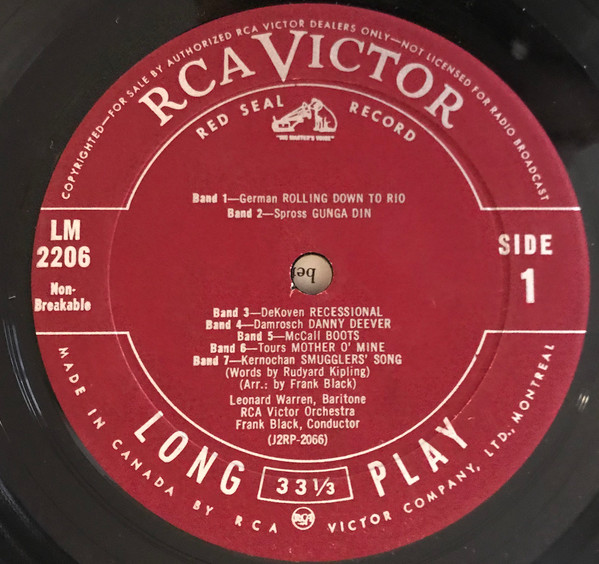 COPYRIGHTED—FOR SALE BY AUTHORIZED RCA VICTOR DEALERS ONLY—NOT LICENSED FOR RADIO BROADCAST
RCA VICTOR
RED SEAL RECORD
"HIS MASTER'S VOICE"
Band 1—German ROLLING DOWN TO RIO
Band 2—Spross GUNGA DIN
LM
2206
Non-
Breakable
SIDE
1
Band 3—DeKoven RECESSIONAL
Band 4—Damrosch DANNY DEEVER
Band 5—McCall BOOTS
Band 6—Tours MOTHER O' MINE
Band 7—Kernochan SMUGGLERS' SONG
(Words by Rudyard Kipling)
(Arr.: by Frank Black)
Leonard Warren, Baritone
RCA Victor Orchestra
Frank Black, Conductor
(J2RP-2066)
LONG PLAY
33 1/3
MADE IN CANADA BY RCA VICTOR COMPANY, LTD., MONTREAL
RCA